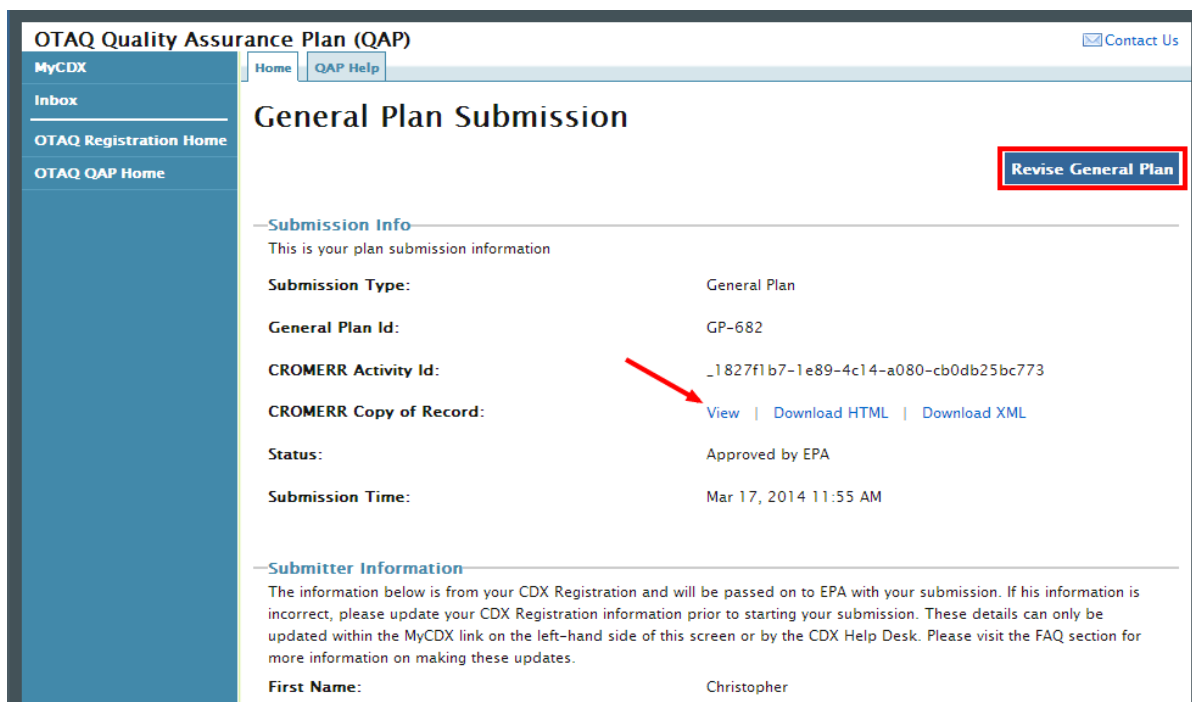 OTAQ Quality Assurance Plan (QAP)
Contact Us
MyCDX
Home
QAP Help
Inbox
OTAQ Registration Home
OTAQ QAP Home
General Plan Submission
Revise General Plan
Submission Info
This is your plan submission information
Submission Type: General Plan
General Plan Id: GP-682
CROMERR Activity Id: _1827f1b7-1e89-4c14-a080-cb0db25bc773
CROMERR Copy of Record: View | Download HTML | Download XML
Status: Approved by EPA
Submission Time: Mar 17, 2014 11:55 AM
Submitter Information
The information below is from your CDX Registration and will be passed on to EPA with your submission. If his information is
incorrect, please update your CDX Registration information prior to starting your submission. These details can only be
updated within the MyCDX link on the left-hand side of this screen or by the CDX Help Desk. Please visit the FAQ section for
more information on making these updates.
First Name: Christopher